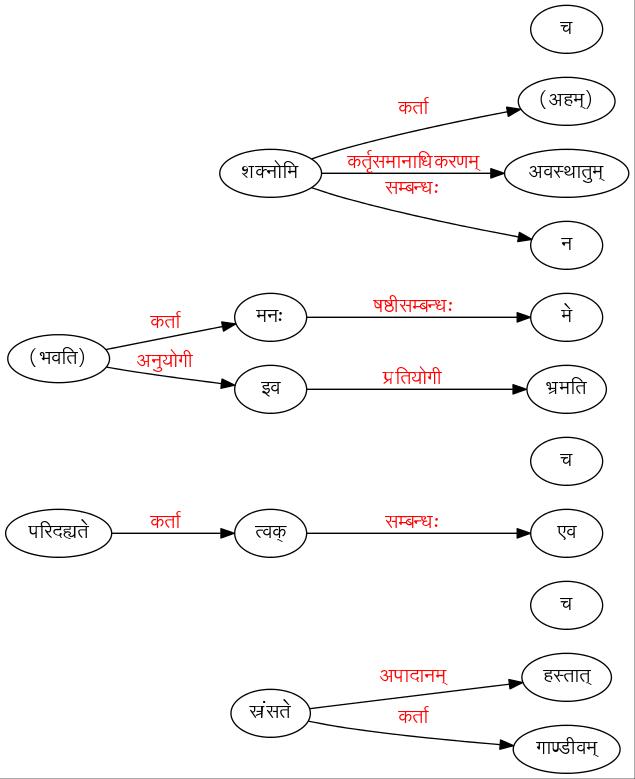 च
कर्ता
(अहम्)
शक्नोमि
कर्तृसमानाधिकरणम्
अवस्थातुम्
सम्बन्धः
न
कर्ता
मनः
षष्ठीसम्बन्धः
मे
(भवति)
अनुयोगी
इव
प्रतियोगी
भ्रमति
च
परिदह्यते
कर्ता
त्वक्
सम्बन्धः
एव
च
अपादानम्
हस्तात्
स्रंसते
कर्ता
गाण्डीवम्